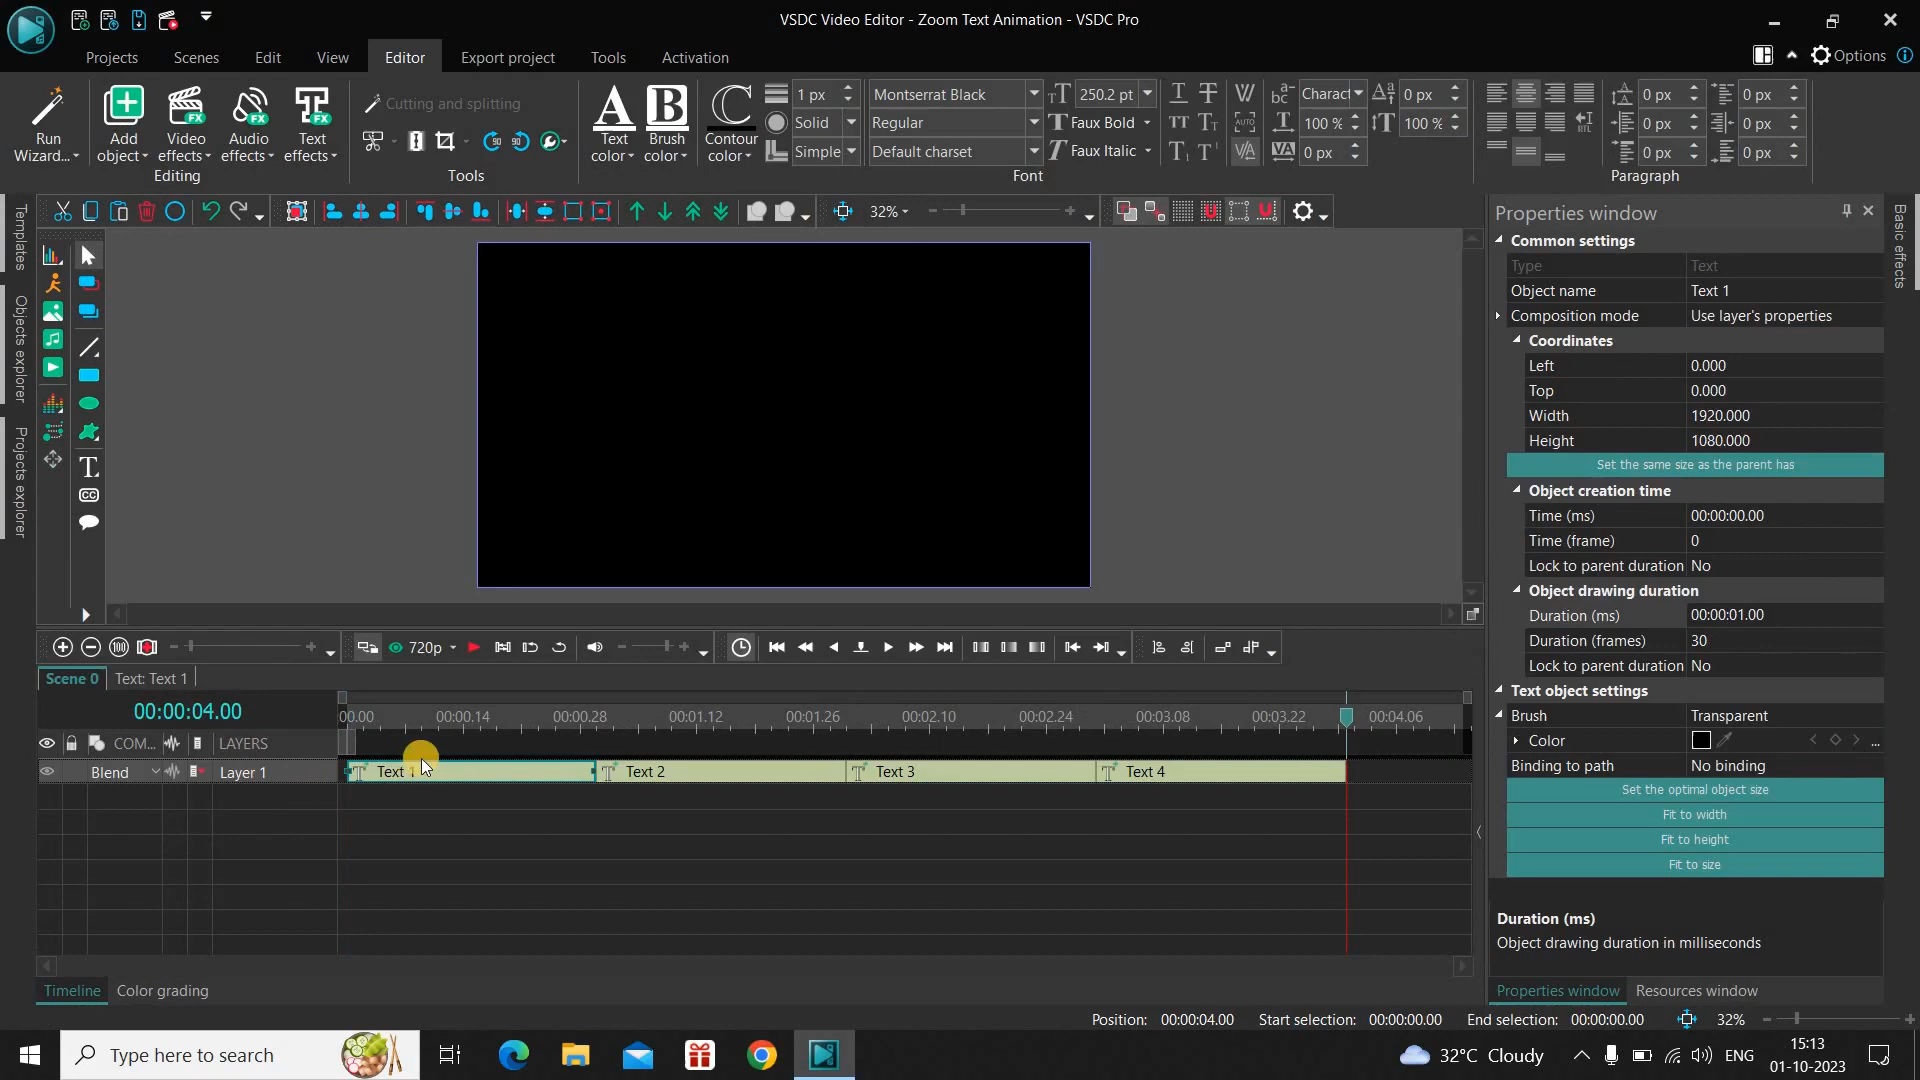 VSDC Video Editor - Zoom Text Animation - VSDC Pro
Projects Scenes Edit View Editor Export project Tools Activation Options
Run Wizard...
Add object
Video effects
Audio effects
Text effects
Editing
Cutting and splitting
Tools
Text color
Brush color
Contour color
1 px
Solid
Simple
Montserrat Black
Regular
Default charset
250.2 pt
Faux Bold
Faux Italic
Font
Charact
100 %
0 px
0 px
100 %
0 px 0 px
0 px 0 px
0 px 0 px
Paragraph
32%
Templates
Objects explorer
Projects explorer
Basic effects
720p
Scene 0 Text: Text 1
00:00:04.00
00.00 00:00.14 00:00.28 00:01.12 00:01.26 00:02.10 00:02.24 00:03.08 00:03.22 00:04.06
COM... LAYERS
Blend Layer 1
Text 1 Text 2 Text 3 Text 4
Timeline Color grading
Properties window
Common settings
Type Text
Object name Text 1
Composition mode Use layer's properties
Coordinates
Left 0.000
Top 0.000
Width 1920.000
Height 1080.000
Set the same size as the parent has
Object creation time
Time (ms) 00:00:00.00
Time (frame) 0
Lock to parent duration No
Object drawing duration
Duration (ms) 00:00:01.00
Duration (frames) 30
Lock to parent duration No
Text object settings
Brush Transparent
Color ...
Binding to path No binding
Set the optimal object size
Fit to width
Fit to height
Fit to size
Duration (ms)
Object drawing duration in milliseconds
Properties window Resources window
Position: 00:00:04.00 Start selection: 00:00:00.00 End selection: 00:00:00.00 32%
Type here to search
32°C Cloudy
ENG
15:13
01-10-2023